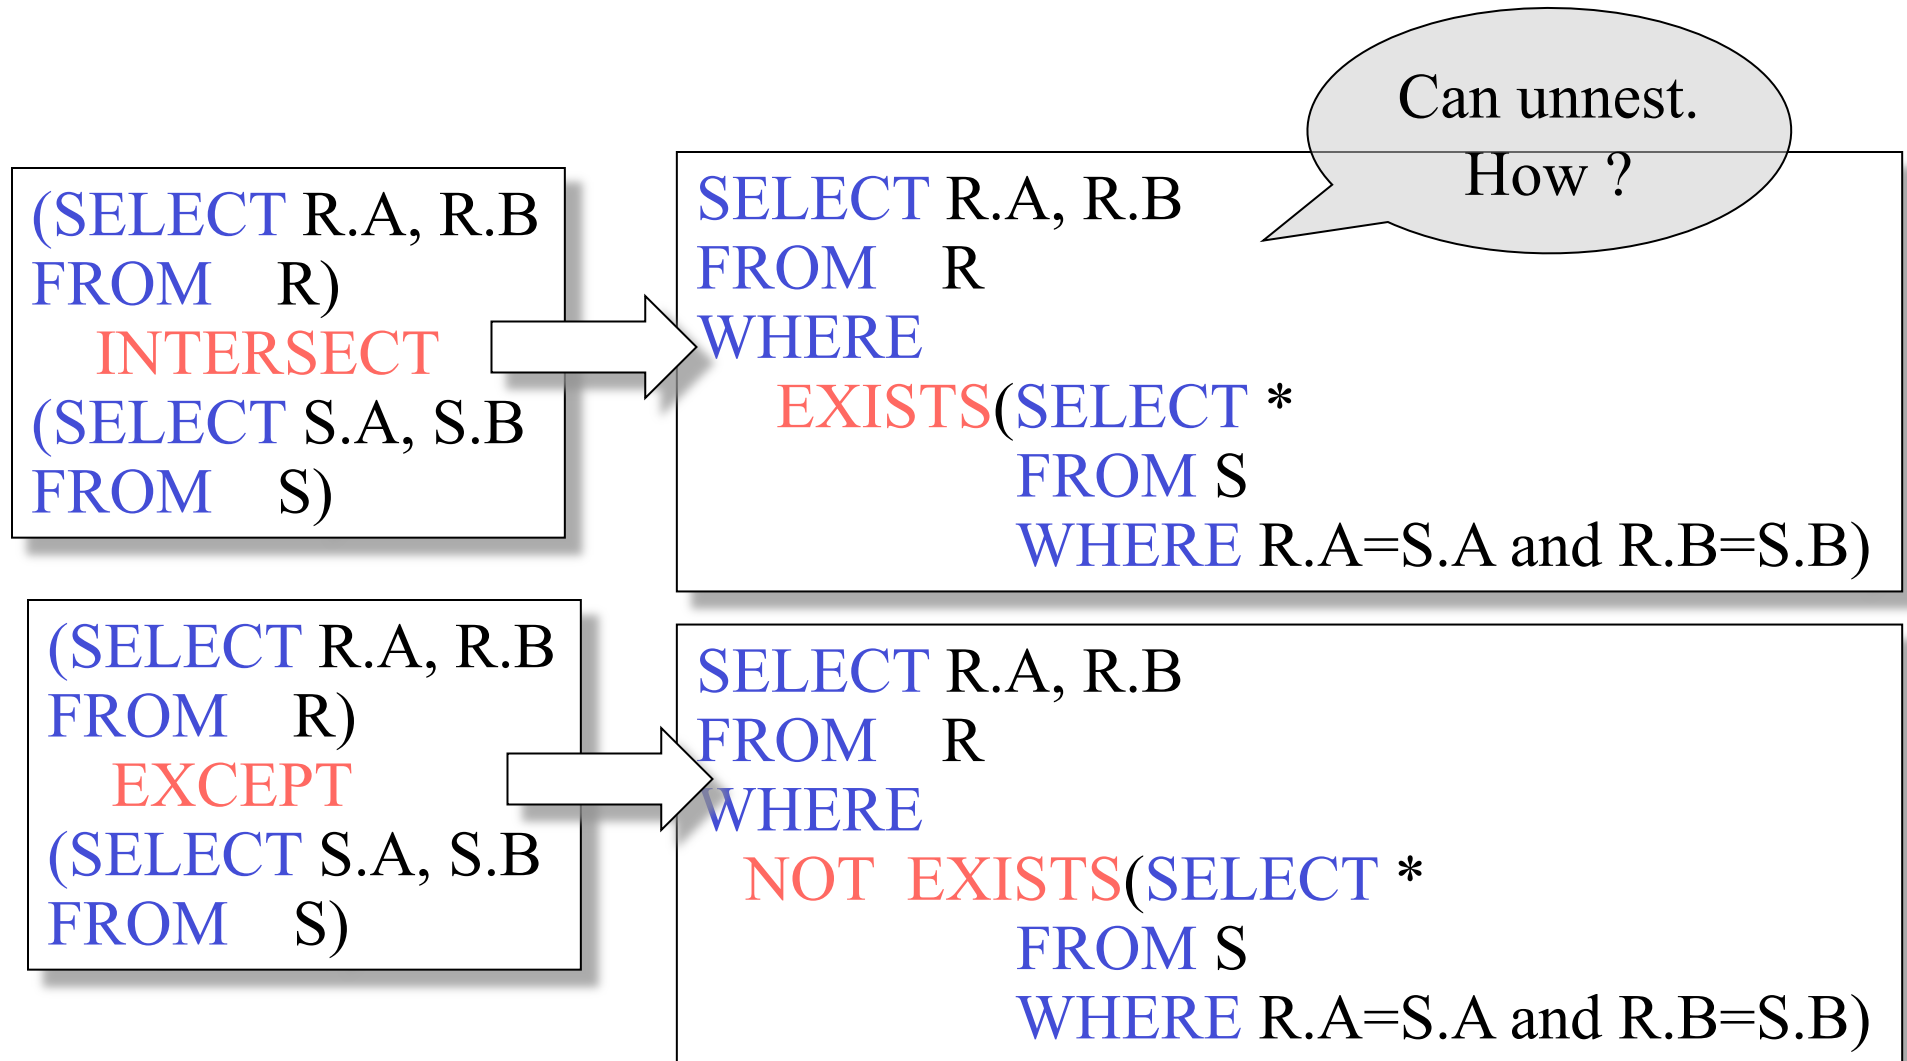 Can unnest.
How ?
(SELECT R.A, R.B
FROM R)
INTERSECT
(SELECT S.A, S.B
FROM S)
SELECT R.A, R.B
FROM R
WHERE
EXISTS(SELECT *
FROM S
WHERE R.A=S.A and R.B=S.B)
(SELECT R.A, R.B
FROM R)
EXCEPT
(SELECT S.A, S.B
FROM S)
SELECT R.A, R.B
FROM R
WHERE
NOT EXISTS(SELECT *
FROM S
WHERE R.A=S.A and R.B=S.B)